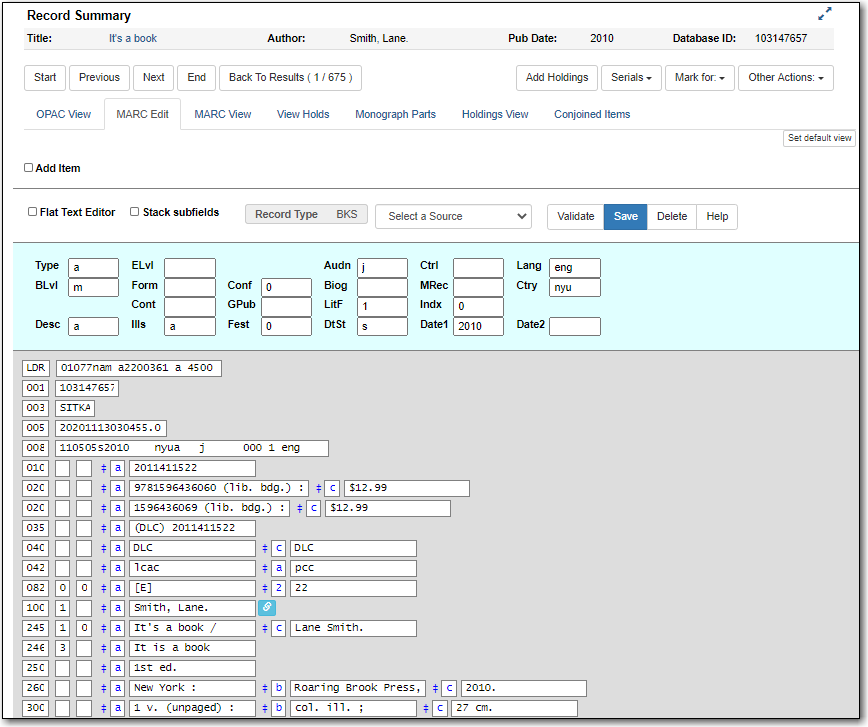 Record Summary
Title: It's a book Author: Smith, Lane. Pub Date: 2010 Database ID: 103147657
Start Previous Next End Back To Results ( 1 / 675 ) Add Holdings Serials Mark for: Other Actions:
OPAC View MARC Edit MARC View View Holds Monograph Parts Holdings View Conjoined Items
Set default view
Add Item
Flat Text Editor Stack subfields Record Type BKS Select a Source Validate Save Delete Help
Type a ELvl Audn j Ctrl Lang eng
BLvl m Form Conf 0 Biog MRec Ctry nyu
Cont GPub LitF 1 Indx 0
Desc a Ills a Fest 0 DtSt s Date1 2010 Date2
LDR 01077nam a2200361 a 4500
001 103147657
003 SITKA
005 20201113030455.0
008 110505s2010 nyua j 000 1 eng
010 ‡ a 2011411522
020 ‡ a 9781596436060 (lib. bdg.) : ‡ c $12.99
020 ‡ a 1596436069 (lib. bdg.) : ‡ c $12.99
035 ‡ a (DLC) 2011411522
040 ‡ a DLC ‡ c DLC
042 ‡ a lcac ‡ a pcc
082 0 0 ‡ a [E] ‡ 2 22
100 1 ‡ a Smith, Lane.
245 1 0 ‡ a It's a book / ‡ c Lane Smith.
246 3 ‡ a It is a book
250 ‡ a 1st ed.
260 ‡ a New York : ‡ b Roaring Brook Press, ‡ c 2010.
300 ‡ a 1 v. (unpaged) : ‡ b col. ill. ; ‡ c 27 cm.